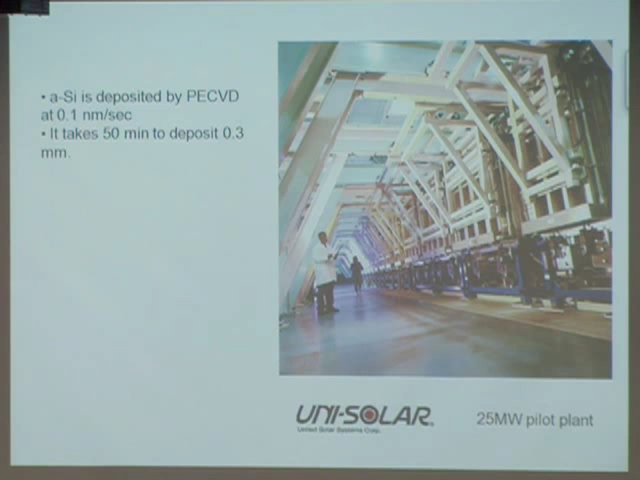 • a-Si is deposited by PECVD
at 0.1 nm/sec
• It takes 50 min to deposit 0.3
mm.
UNI-SOLAR.
United Solar Systems Corp.
25MW pilot plant